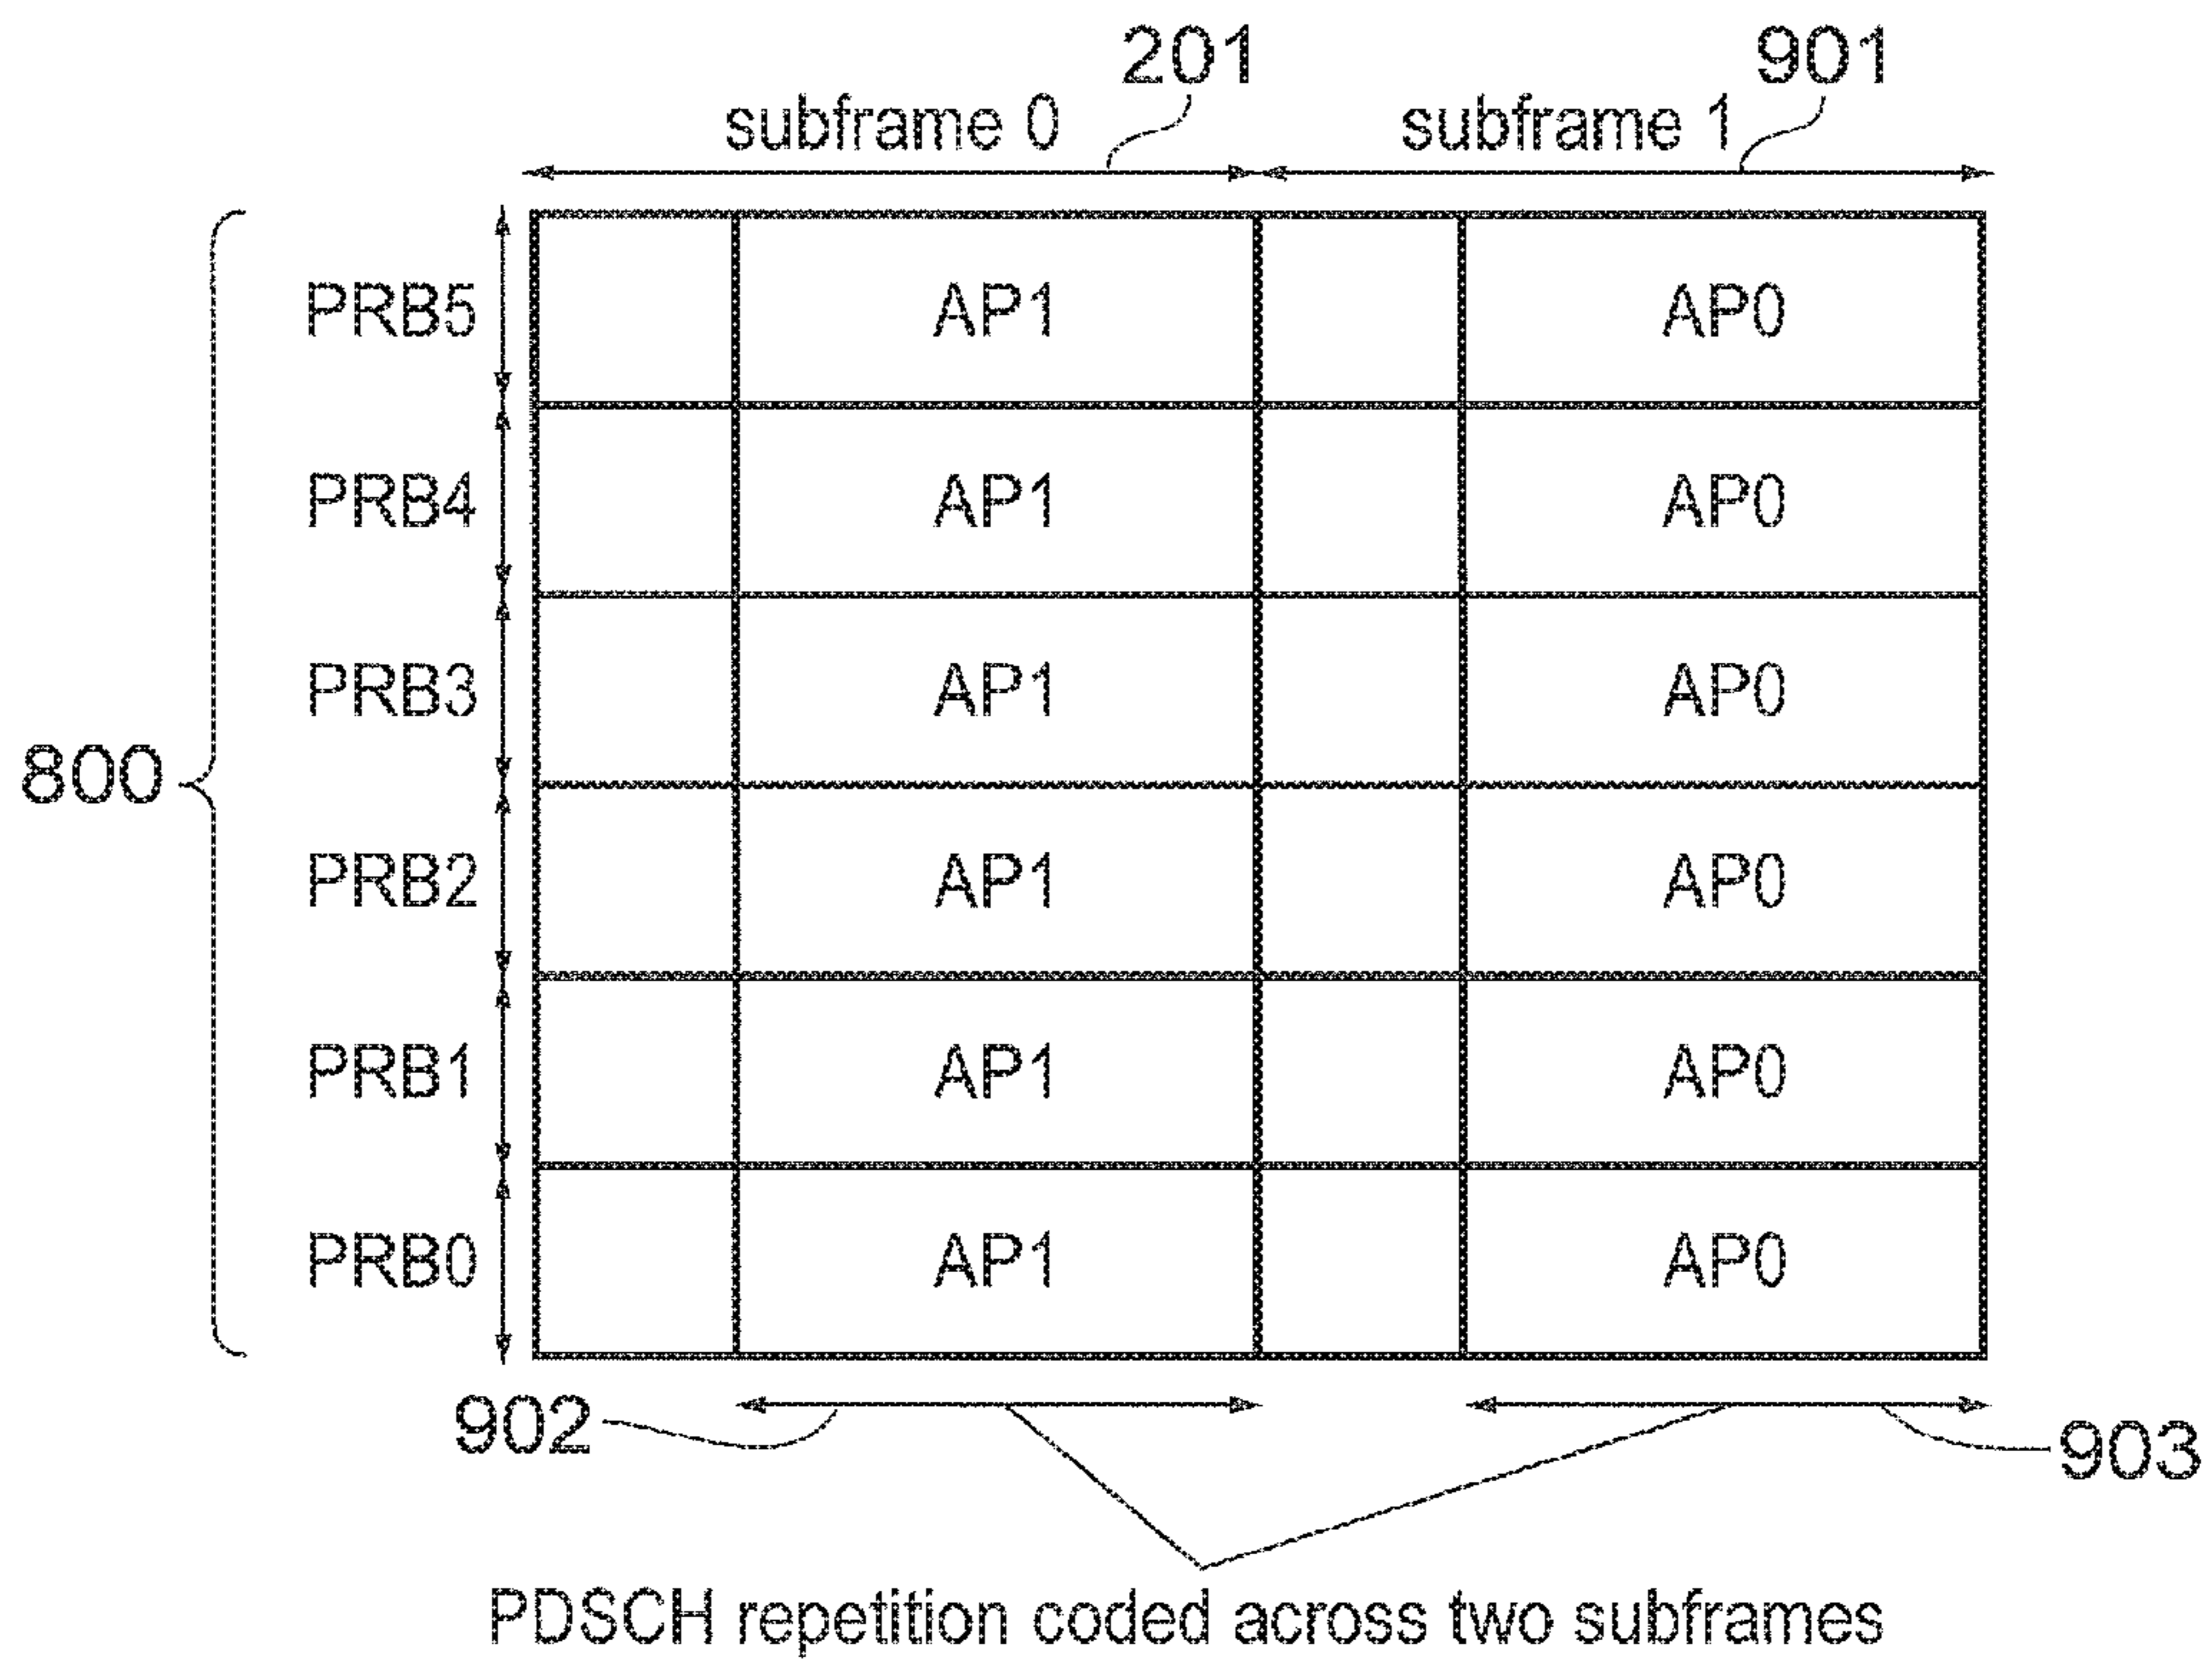 201
901
subframe 0
subframe 1
PRB5 AP1 AP0
PRB4 AP1 AP0
PRB3 AP1 AP0
800
PRB2 AP1 AP0
PRB1 AP1 AP0
PRB0 AP1 AP0
902
903
PDSCH repetition coded across two subframes